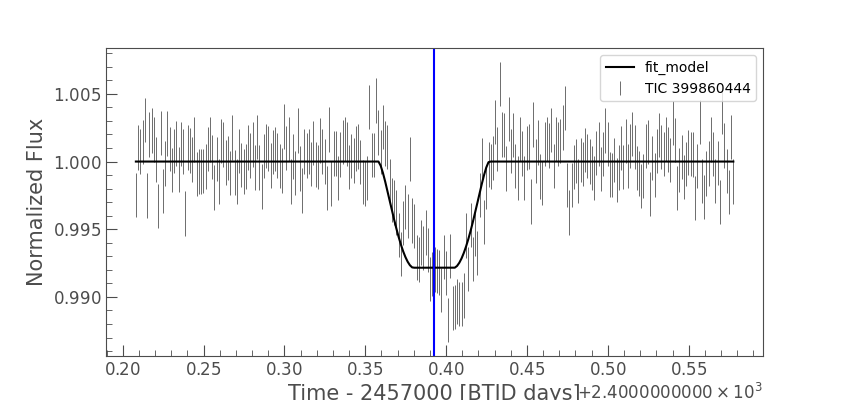 fit_model
TIC 399860444
Normalized Flux
1.005
1.000
0.995
0.990
0.20 0.25 0.30 0.35 0.40 0.45 0.50 0.55
Time - 2457000 [BTJD days]
+2.4000000000 × 10³